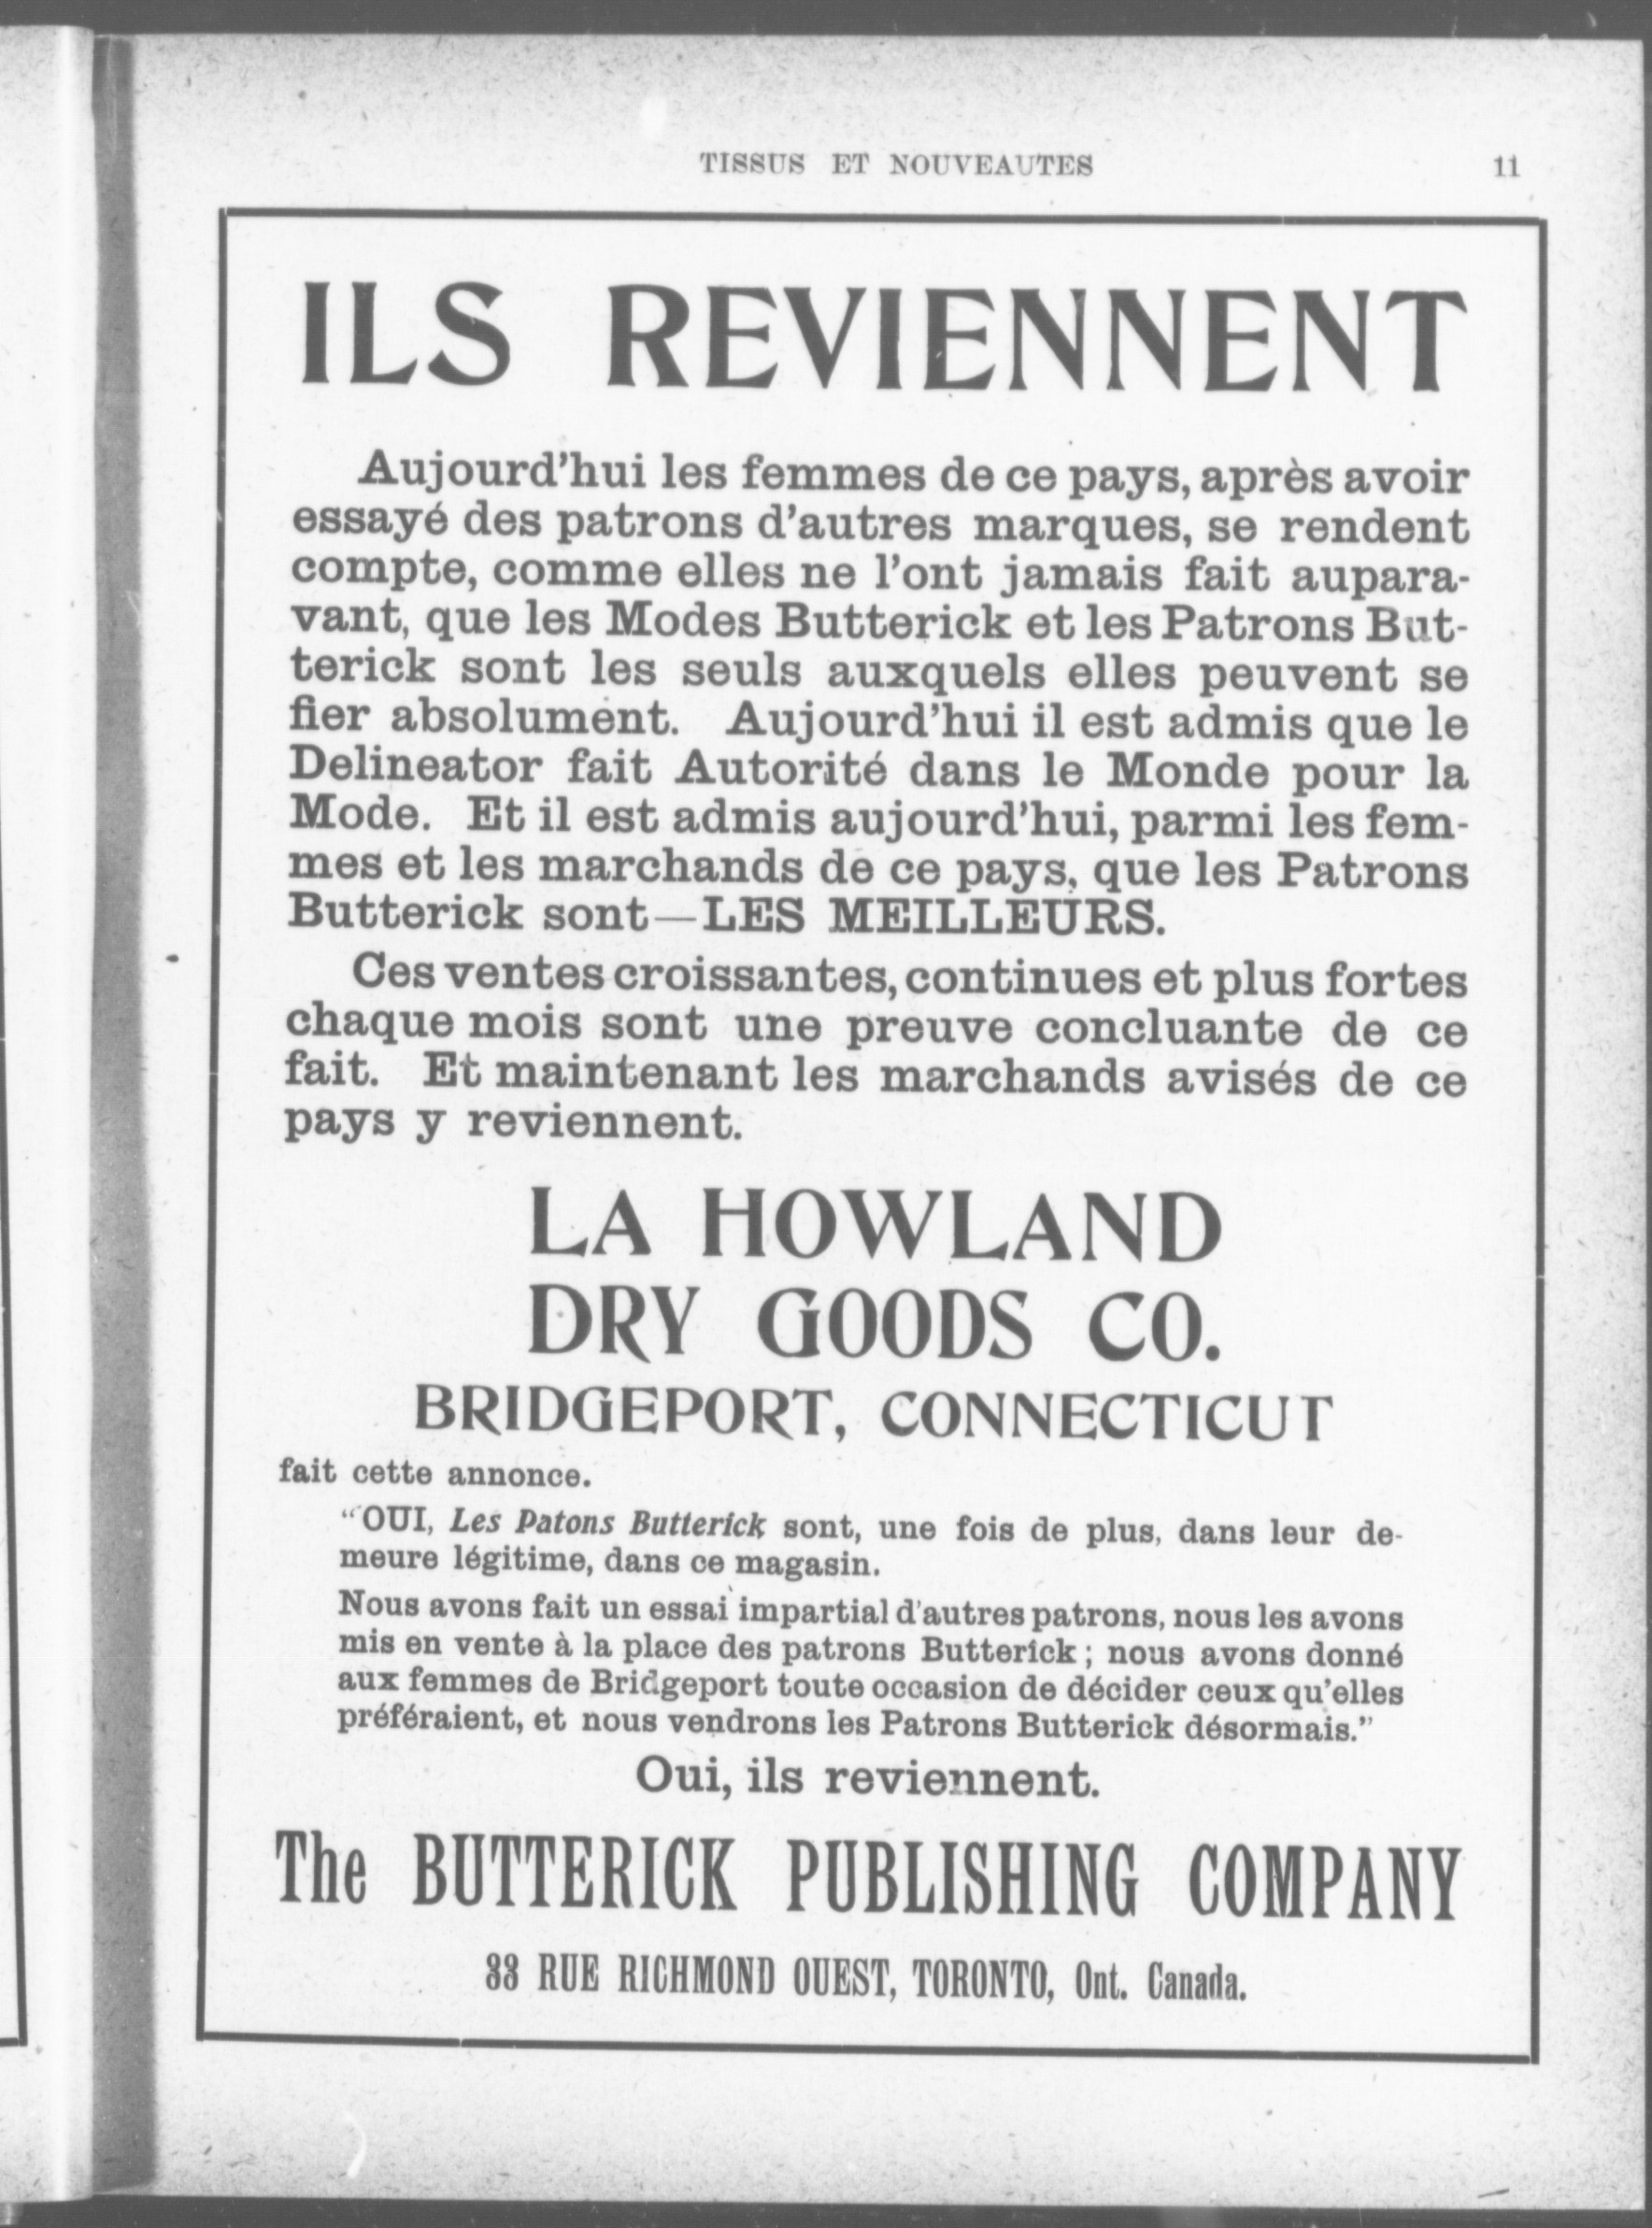 TISSUS ET NOUVEAUTES 11
ILS REVIENNENT
Aujourd'hui les femmes de ce pays, après avoir
essayé des patrons d'autres marques, se rendent
compte, comme elles ne l'ont jamais fait aupara-
vant, que les Modes Butterick et les Patrons But-
terick sont les seuls auxquels elles peuvent se
fier absolument. Aujourd'hui il est admis que le
Delineator fait Autorité dans le Monde pour la
Mode. Et il est admis aujourd'hui, parmi les fem-
mes et les marchands de ce pays, que les Patrons
Butterick sont—LES MEILLEURS.
Ces ventes croissantes, continues et plus fortes
chaque mois sont une preuve concluante de ce
fait. Et maintenant les marchands avisés de ce
pays y reviennent.
LA HOWLAND
DRY GOODS CO.
BRIDGEPORT, CONNECTICUT
fait cette annonce.
"OUI, Les Patons Butterick sont, une fois de plus, dans leur de-
meure légitime, dans ce magasin.
Nous avons fait un essai impartial d'autres patrons, nous les avons
mis en vente à la place des patrons Butterick ; nous avons donné
aux femmes de Bridgeport toute occasion de décider ceux qu'elles
préféraient, et nous vendrons les Patrons Butterick désormais."
Oui, ils reviennent.
The BUTTERICK PUBLISHING COMPANY
33 RUE RICHMOND OUEST, TORONTO, Ont. Canada.